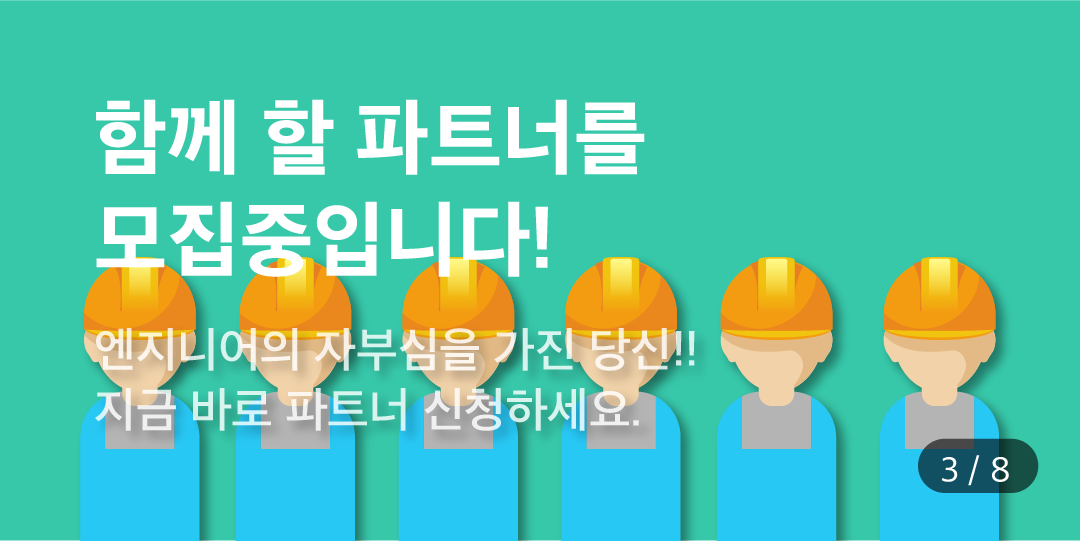 함께 할 파트너를
모집중입니다!
엔지니어의 자부심을 가진 당신!!
지금 바로 파트너 신청하세요.
3 / 8